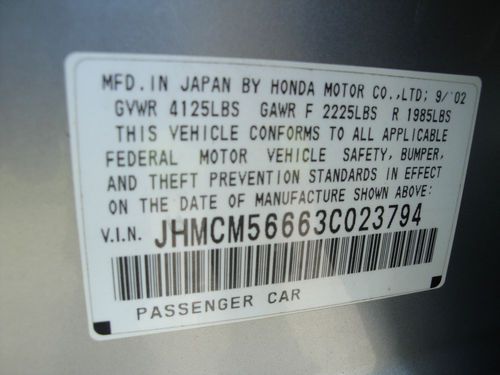 MFD. IN JAPAN BY HONDA MOTOR CO.,LTD; 9/'02
GVWR 4125LBS GAWR F 2225LBS R 1985LBS
THIS VEHICLE CONFORMS TO ALL APPLICABLE
FEDERAL MOTOR VEHICLE SAFETY, BUMPER,
AND THEFT PREVENTION STANDARDS IN EFFECT
ON THE DATE OF MANUFACTURE SHOWN ABOVE:
V.I.N. JHMCM56663C023794
PASSENGER CAR